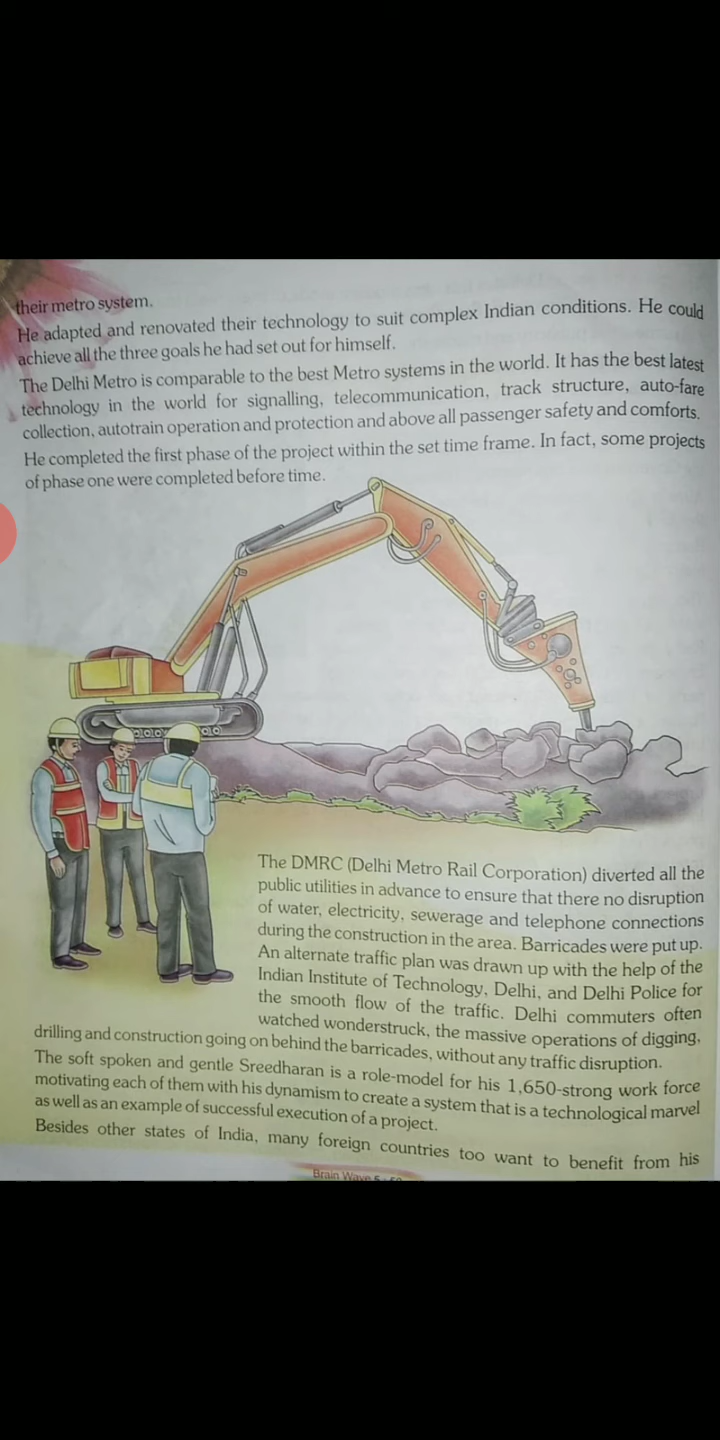 their metro system.
He adapted and renovated their technology to suit complex Indian conditions. He could
achieve all the three goals he had set out for himself.
The Delhi Metro is comparable to the best Metro systems in the world. It has the best latest
technology in the world for signalling, telecommunication, track structure, auto-fare
collection, autotrain operation and protection and above all passenger safety and comforts.
He completed the first phase of the project within the set time frame. In fact, some projects
of phase one were completed before time.
The DMRC (Delhi Metro Rail Corporation) diverted all the
public utilities in advance to ensure that there no disruption
of water, electricity, sewerage and telephone connections
during the construction in the area. Barricades were put up.
An alternate traffic plan was drawn up with the help of the
Indian Institute of Technology, Delhi, and Delhi Police for
the smooth flow of the traffic. Delhi commuters often
watched wonderstruck, the massive operations of digging,
drilling and construction going on behind the barricades, without any traffic disruption.
The soft spoken and gentle Sreedharan is a role-model for his 1,650-strong work force
motivating each of them with his dynamism to create a system that is a technological marvel
as well as an example of successful execution of a project.
Besides other states of India, many foreign countries too want to benefit from his
Brain Wave